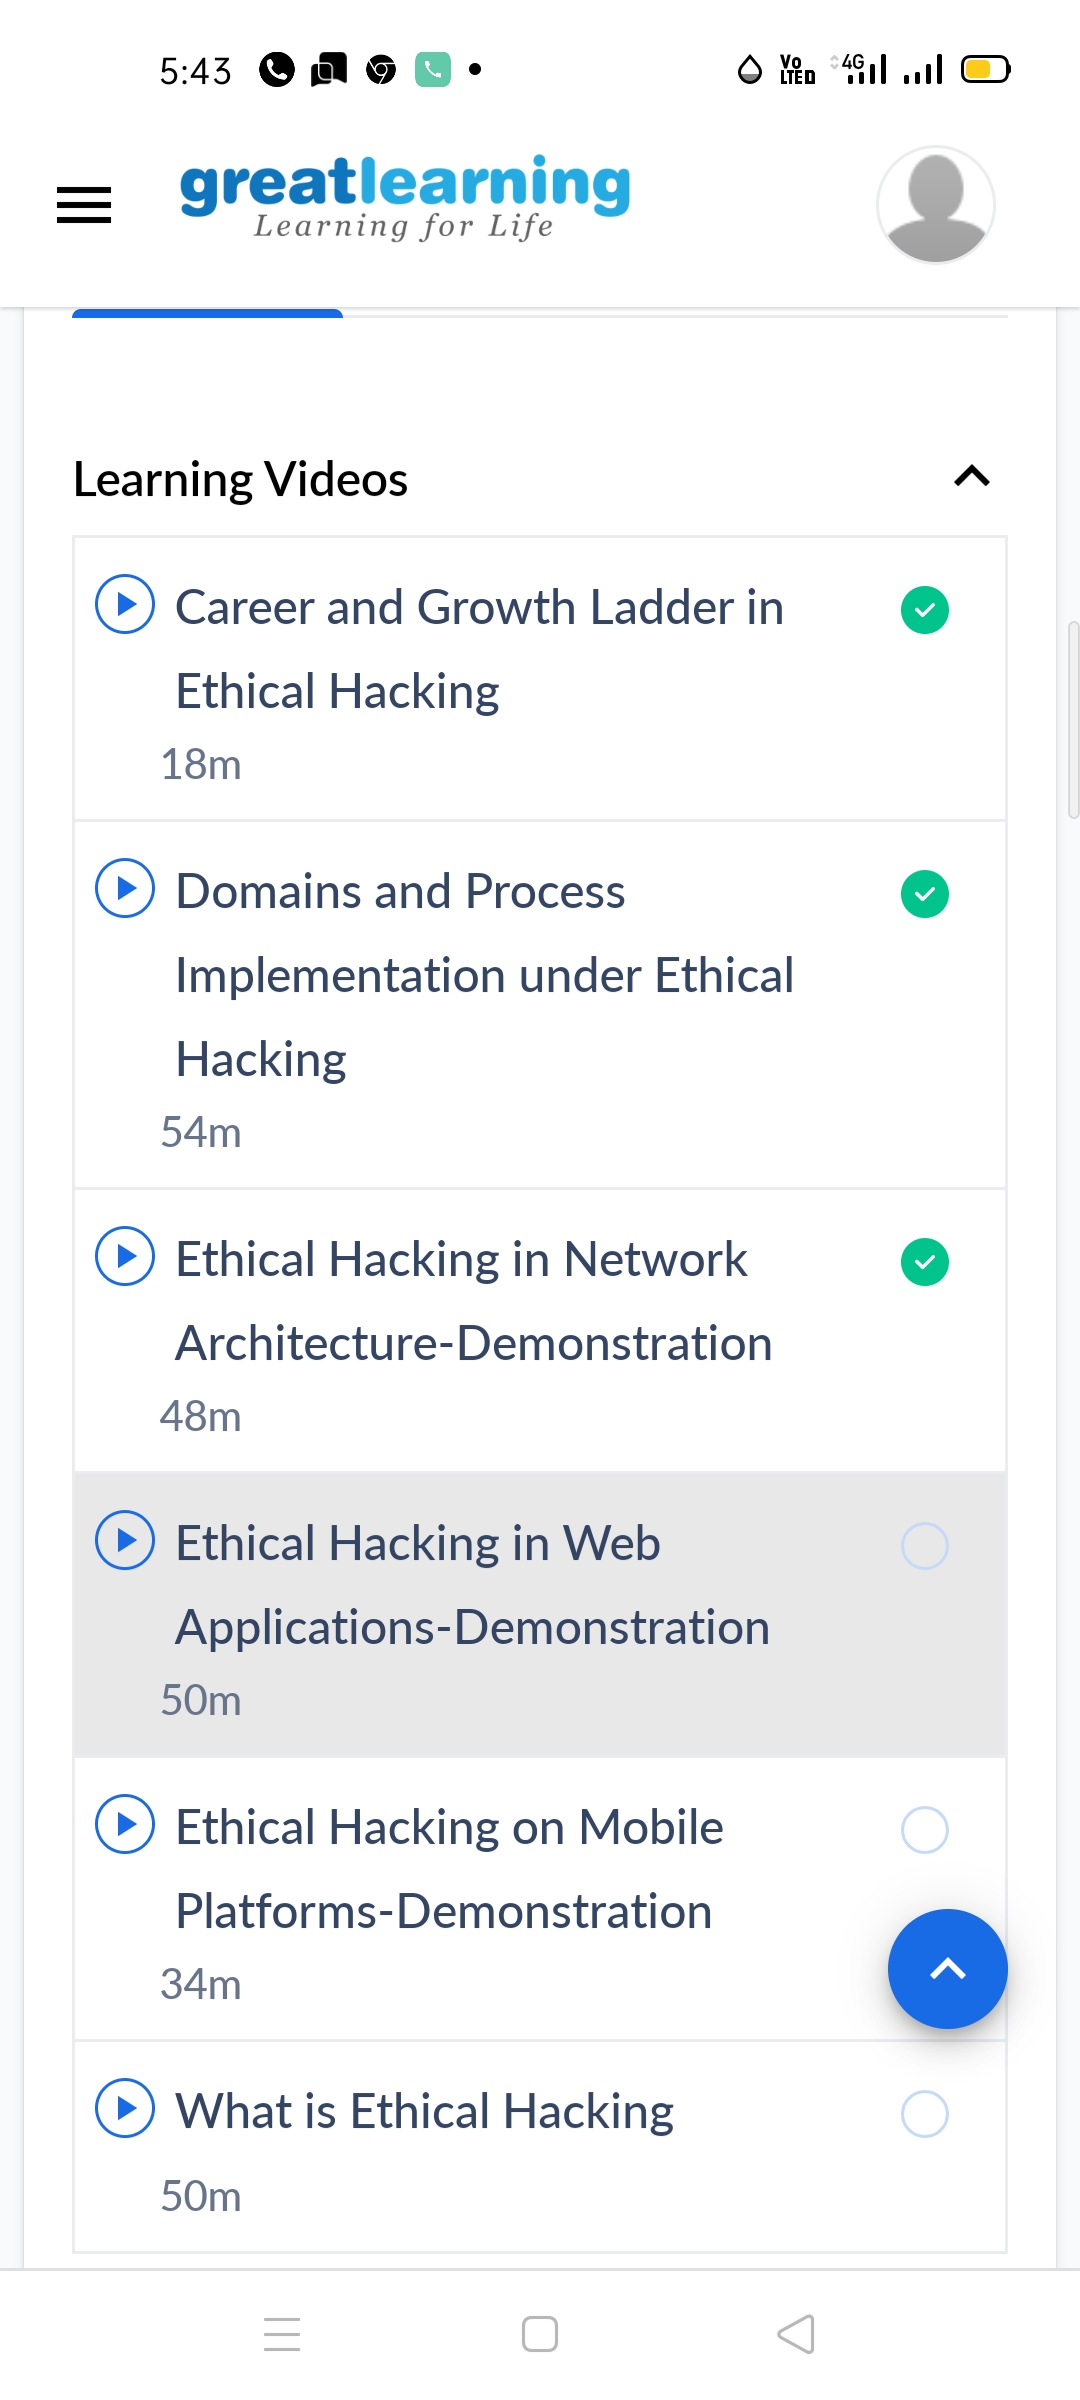 5:43
Vo LTED 4G
greatlearning
Learning for Life
Learning Videos
Career and Growth Ladder in
Ethical Hacking
18m
Domains and Process
Implementation under Ethical
Hacking
54m
Ethical Hacking in Network
Architecture-Demonstration
48m
Ethical Hacking in Web
Applications-Demonstration
50m
Ethical Hacking on Mobile
Platforms-Demonstration
34m
What is Ethical Hacking
50m